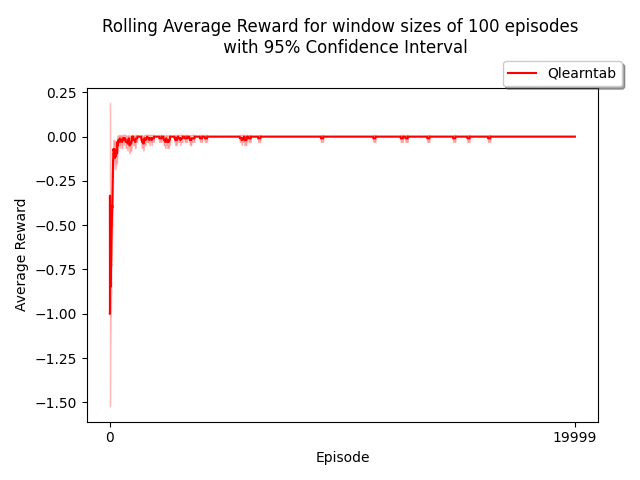 Rolling Average Reward for window sizes of 100 episodes
with 95% Confidence Interval
Qlearntab
0.25
0.00
−0.25
−0.50
−0.75
−1.00
−1.25
−1.50
Average Reward
0
19999
Episode